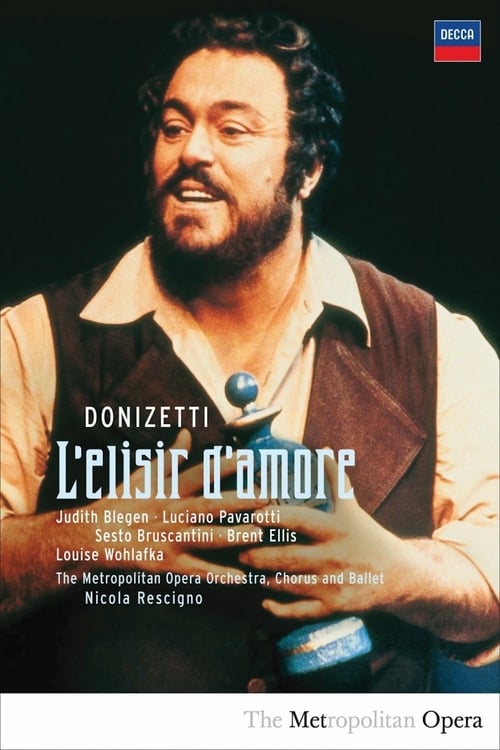 DECCA
DONIZETTI
L'elisir d'amore
Judith Blegen · Luciano Pavarotti
Sesto Bruscantini · Brent Ellis
Louise Wohlafka
The Metropolitan Opera Orchestra, Chorus and Ballet
Nicola Rescigno
The Metropolitan Opera